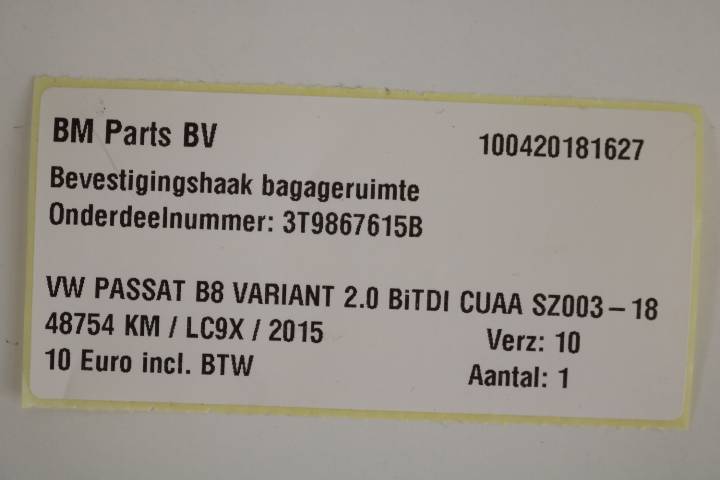 BM Parts BV 100420181627
Bevestigingshaak bagageruimte
Onderdeelnummer: 3T9867615B
VW PASSAT B8 VARIANT 2.0 BiTDI CUAA SZ003-18
48754 KM / LC9X / 2015 Verz: 10
10 Euro incl. BTW Aantal: 1